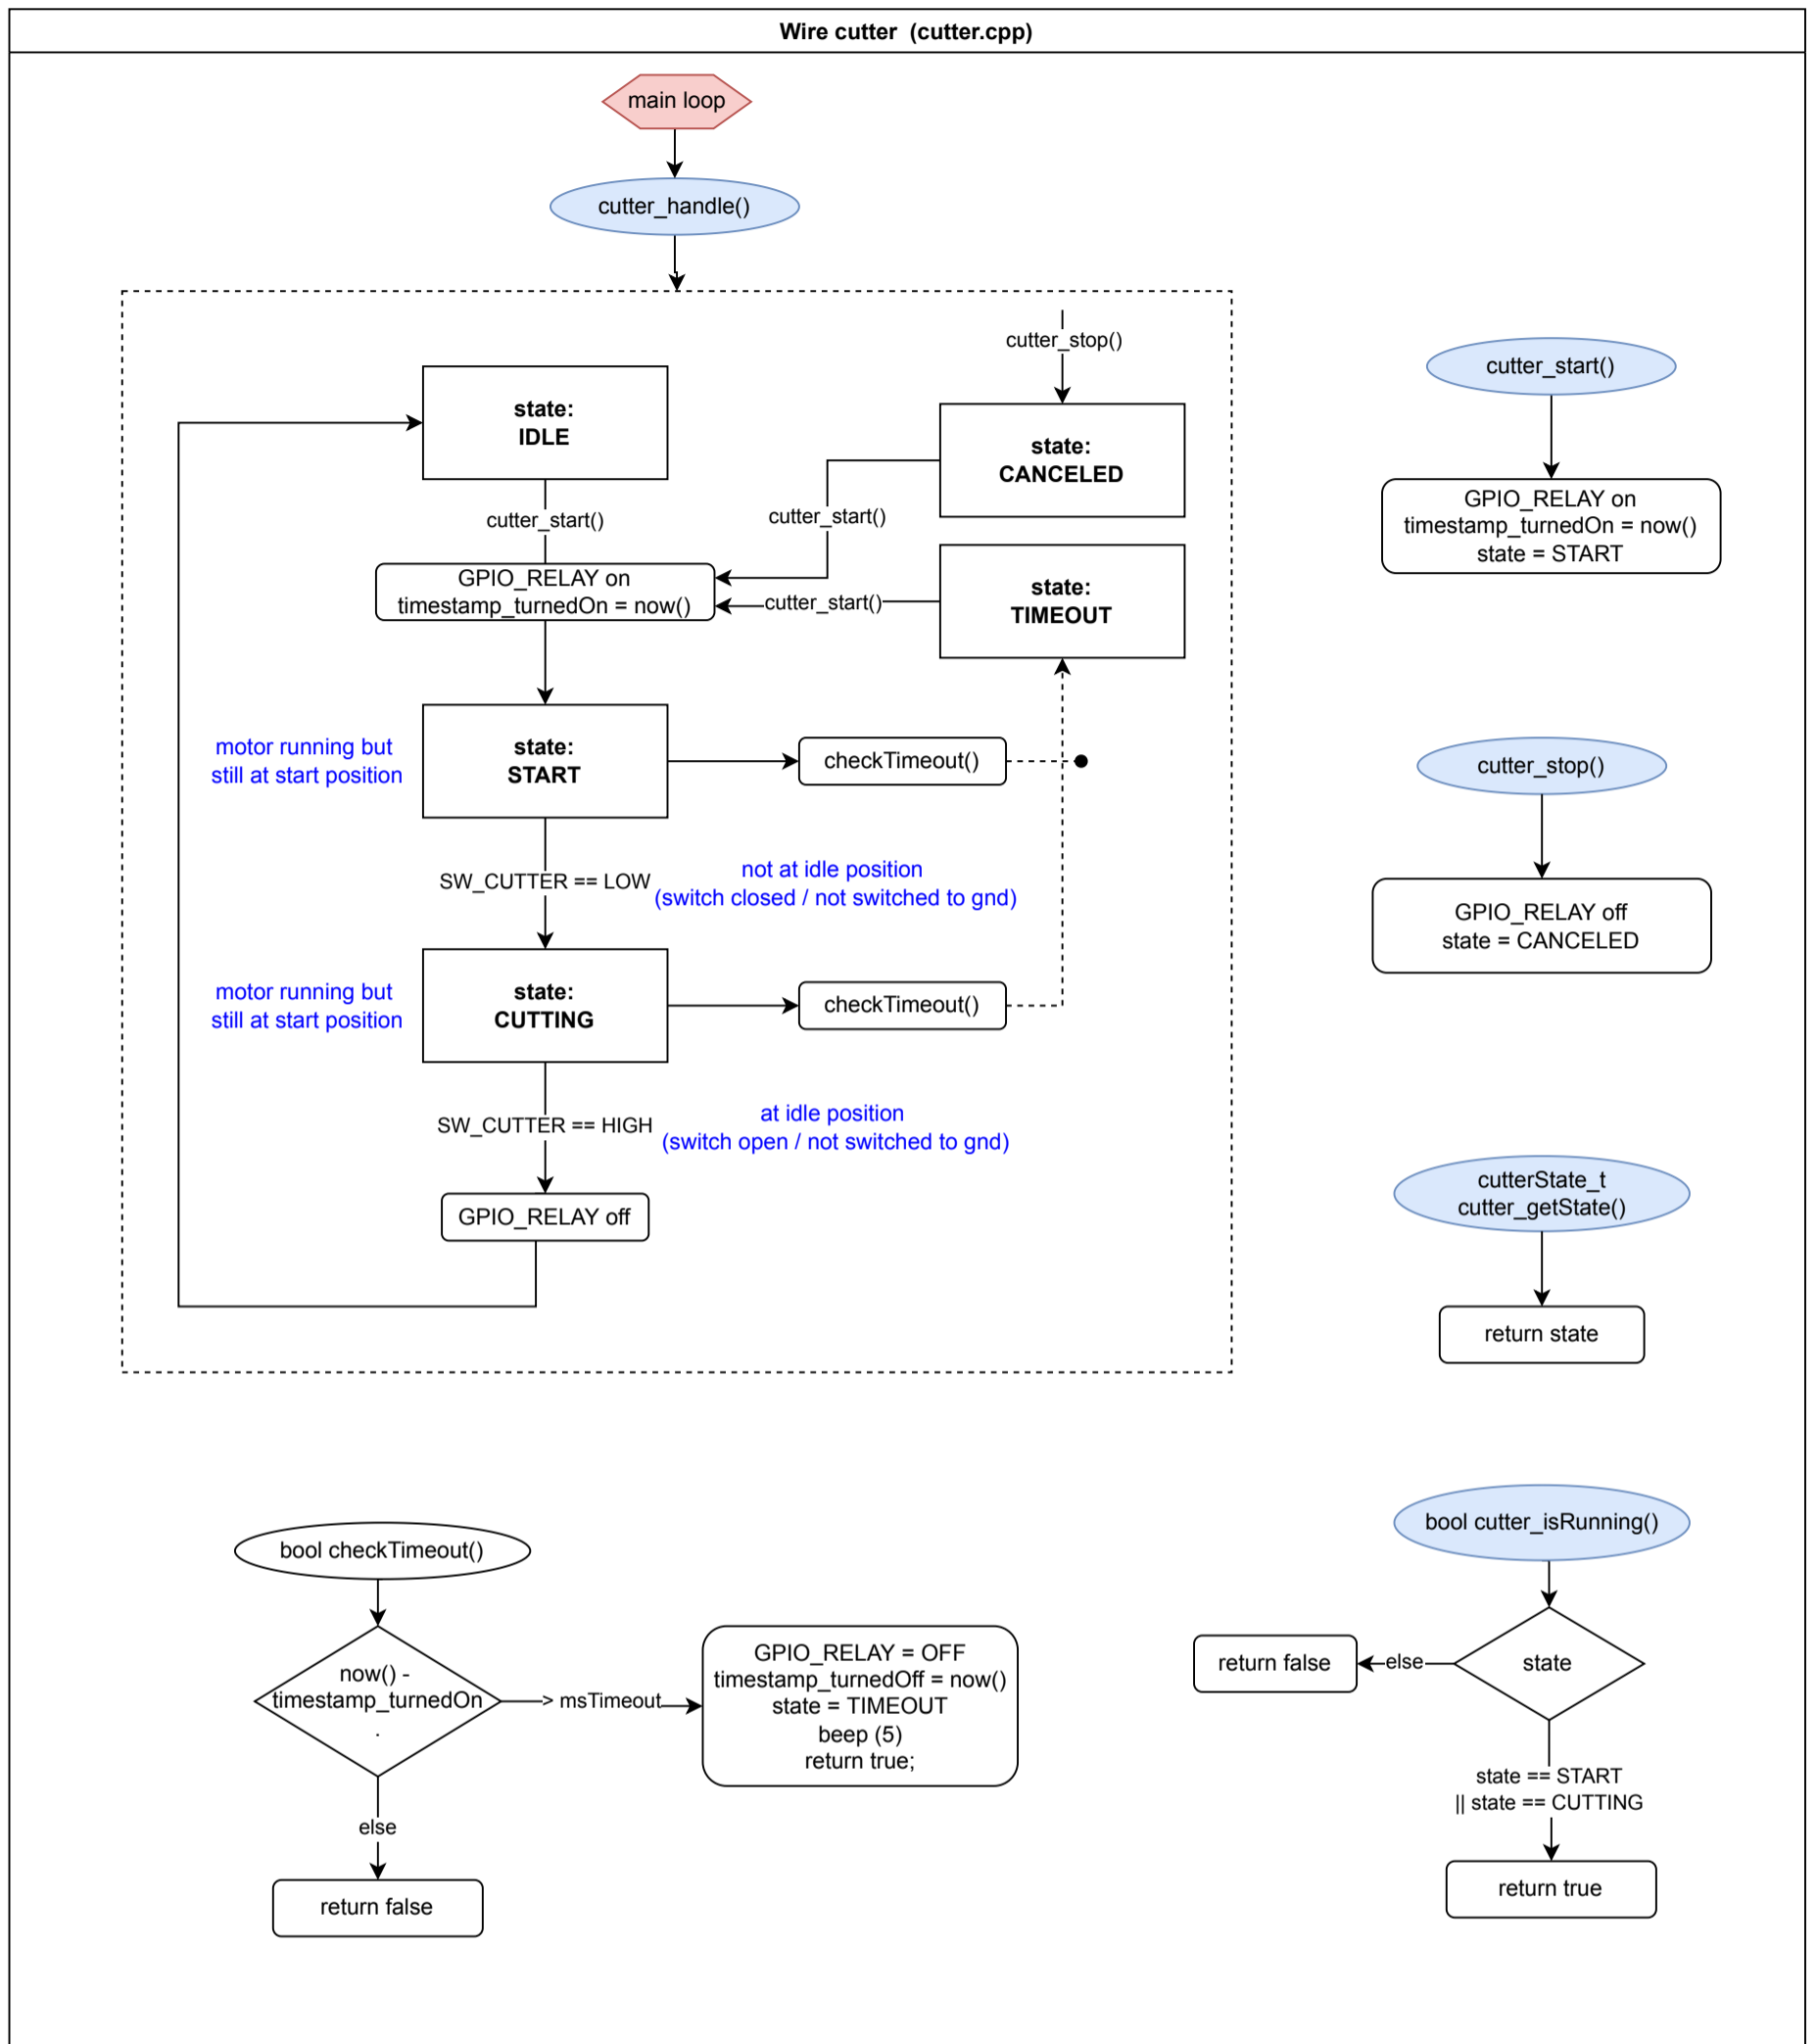 Wire cutter  (cutter.cpp)
main loop
cutter_handle()
cutter_stop()
state:
IDLE
state:
CANCELED
cutter_start()
cutter_start()
GPIO_RELAY on
timestamp_turnedOn = now()
cutter_start()
state:
TIMEOUT
motor running but
still at start position
state:
START
checkTimeout()
SW_CUTTER == LOW
not at idle position
(switch closed / not switched to gnd)
motor running but
still at start position
state:
CUTTING
checkTimeout()
SW_CUTTER == HIGH
at idle position
(switch open / not switched to gnd)
GPIO_RELAY off
cutter_start()
GPIO_RELAY on
timestamp_turnedOn = now()
state = START
cutter_stop()
GPIO_RELAY off
state = CANCELED
cutterState_t
cutter_getState()
return state
bool checkTimeout()
now() -
timestamp_turnedOn
.
> msTimeout
GPIO_RELAY = OFF
timestamp_turnedOff = now()
state = TIMEOUT
beep (5)
return true;
else
return false
bool cutter_isRunning()
state
else
return false
state == START
|| state == CUTTING
return true